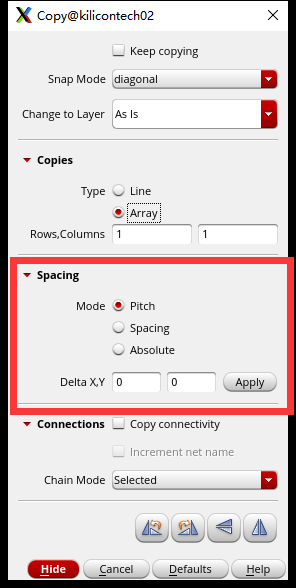 Copy@kilicontech02
Keep copying
Snap Mode diagonal
Change to Layer As Is
Copies
Type Line
Array
Rows,Columns 1 1
Spacing
Mode Pitch
Spacing
Absolute
Delta X,Y 0 0 Apply
Connections Copy connectivity
Increment net name
Chain Mode Selected
Hide Cancel Defaults Help